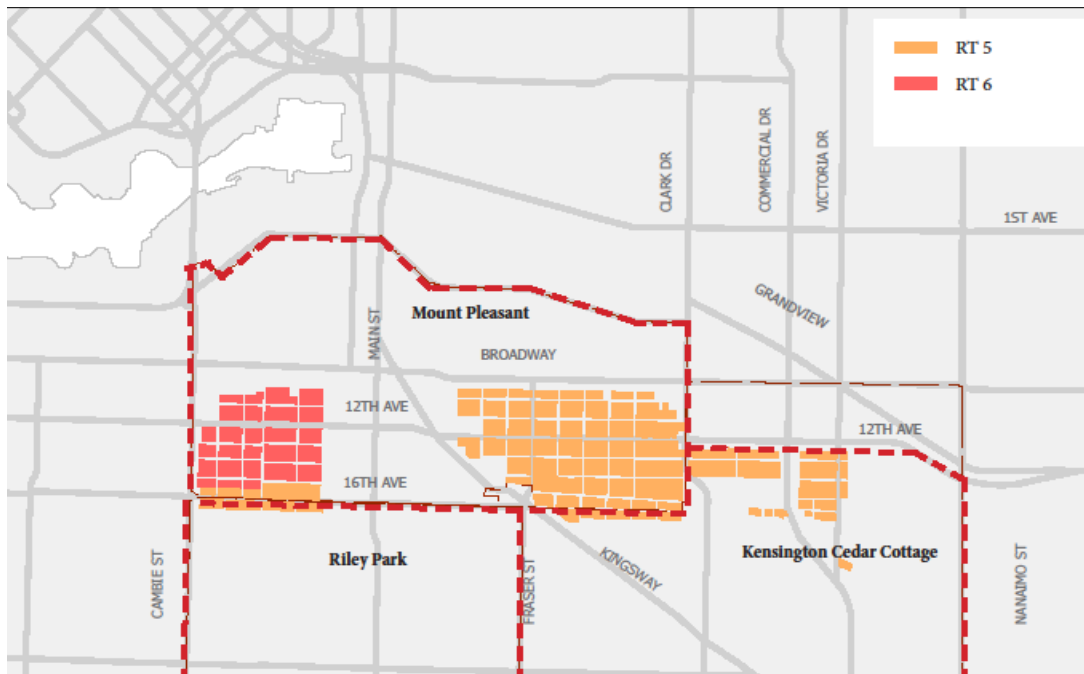 RT 5
RT 6
CLARK DR
COMMERCIAL DR
VICTORIA DR
1ST AVE
GRANDVIEW
Mount Pleasant
MAIN ST
BROADWAY
12TH AVE
12TH AVE
16TH AVE
Riley Park
Kensington Cedar Cottage
CAMBIE ST
FRASER ST
KINGSWAY
NANAIMO ST